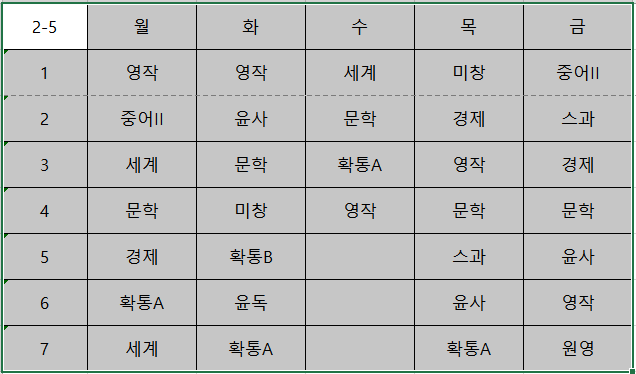 2-5 월 화 수 목 금
1 영작 영작 세계 미창 중어II
2 중어II 윤사 문학 경제 스과
3 세계 문학 확통A 영작 경제
4 문학 미창 영작 문학 문학
5 경제 확통B 스과 윤사
6 확통A 윤독 윤사 영작
7 세계 확통A 확통A 원영